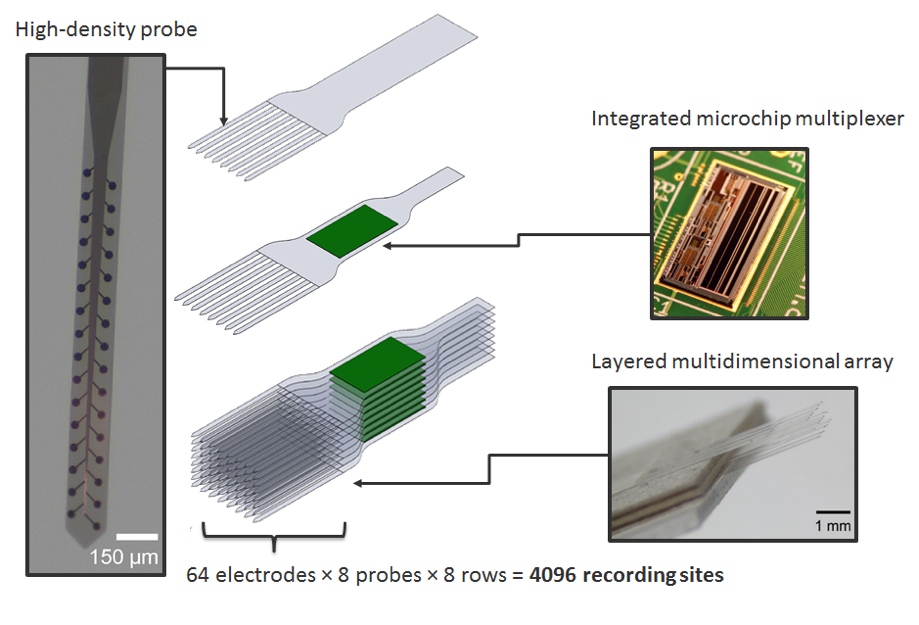 High-density probe
Integrated microchip multiplexer
Layered multidimensional array
1 mm
150 µm
64 electrodes × 8 probes × 8 rows = 4096 recording sites